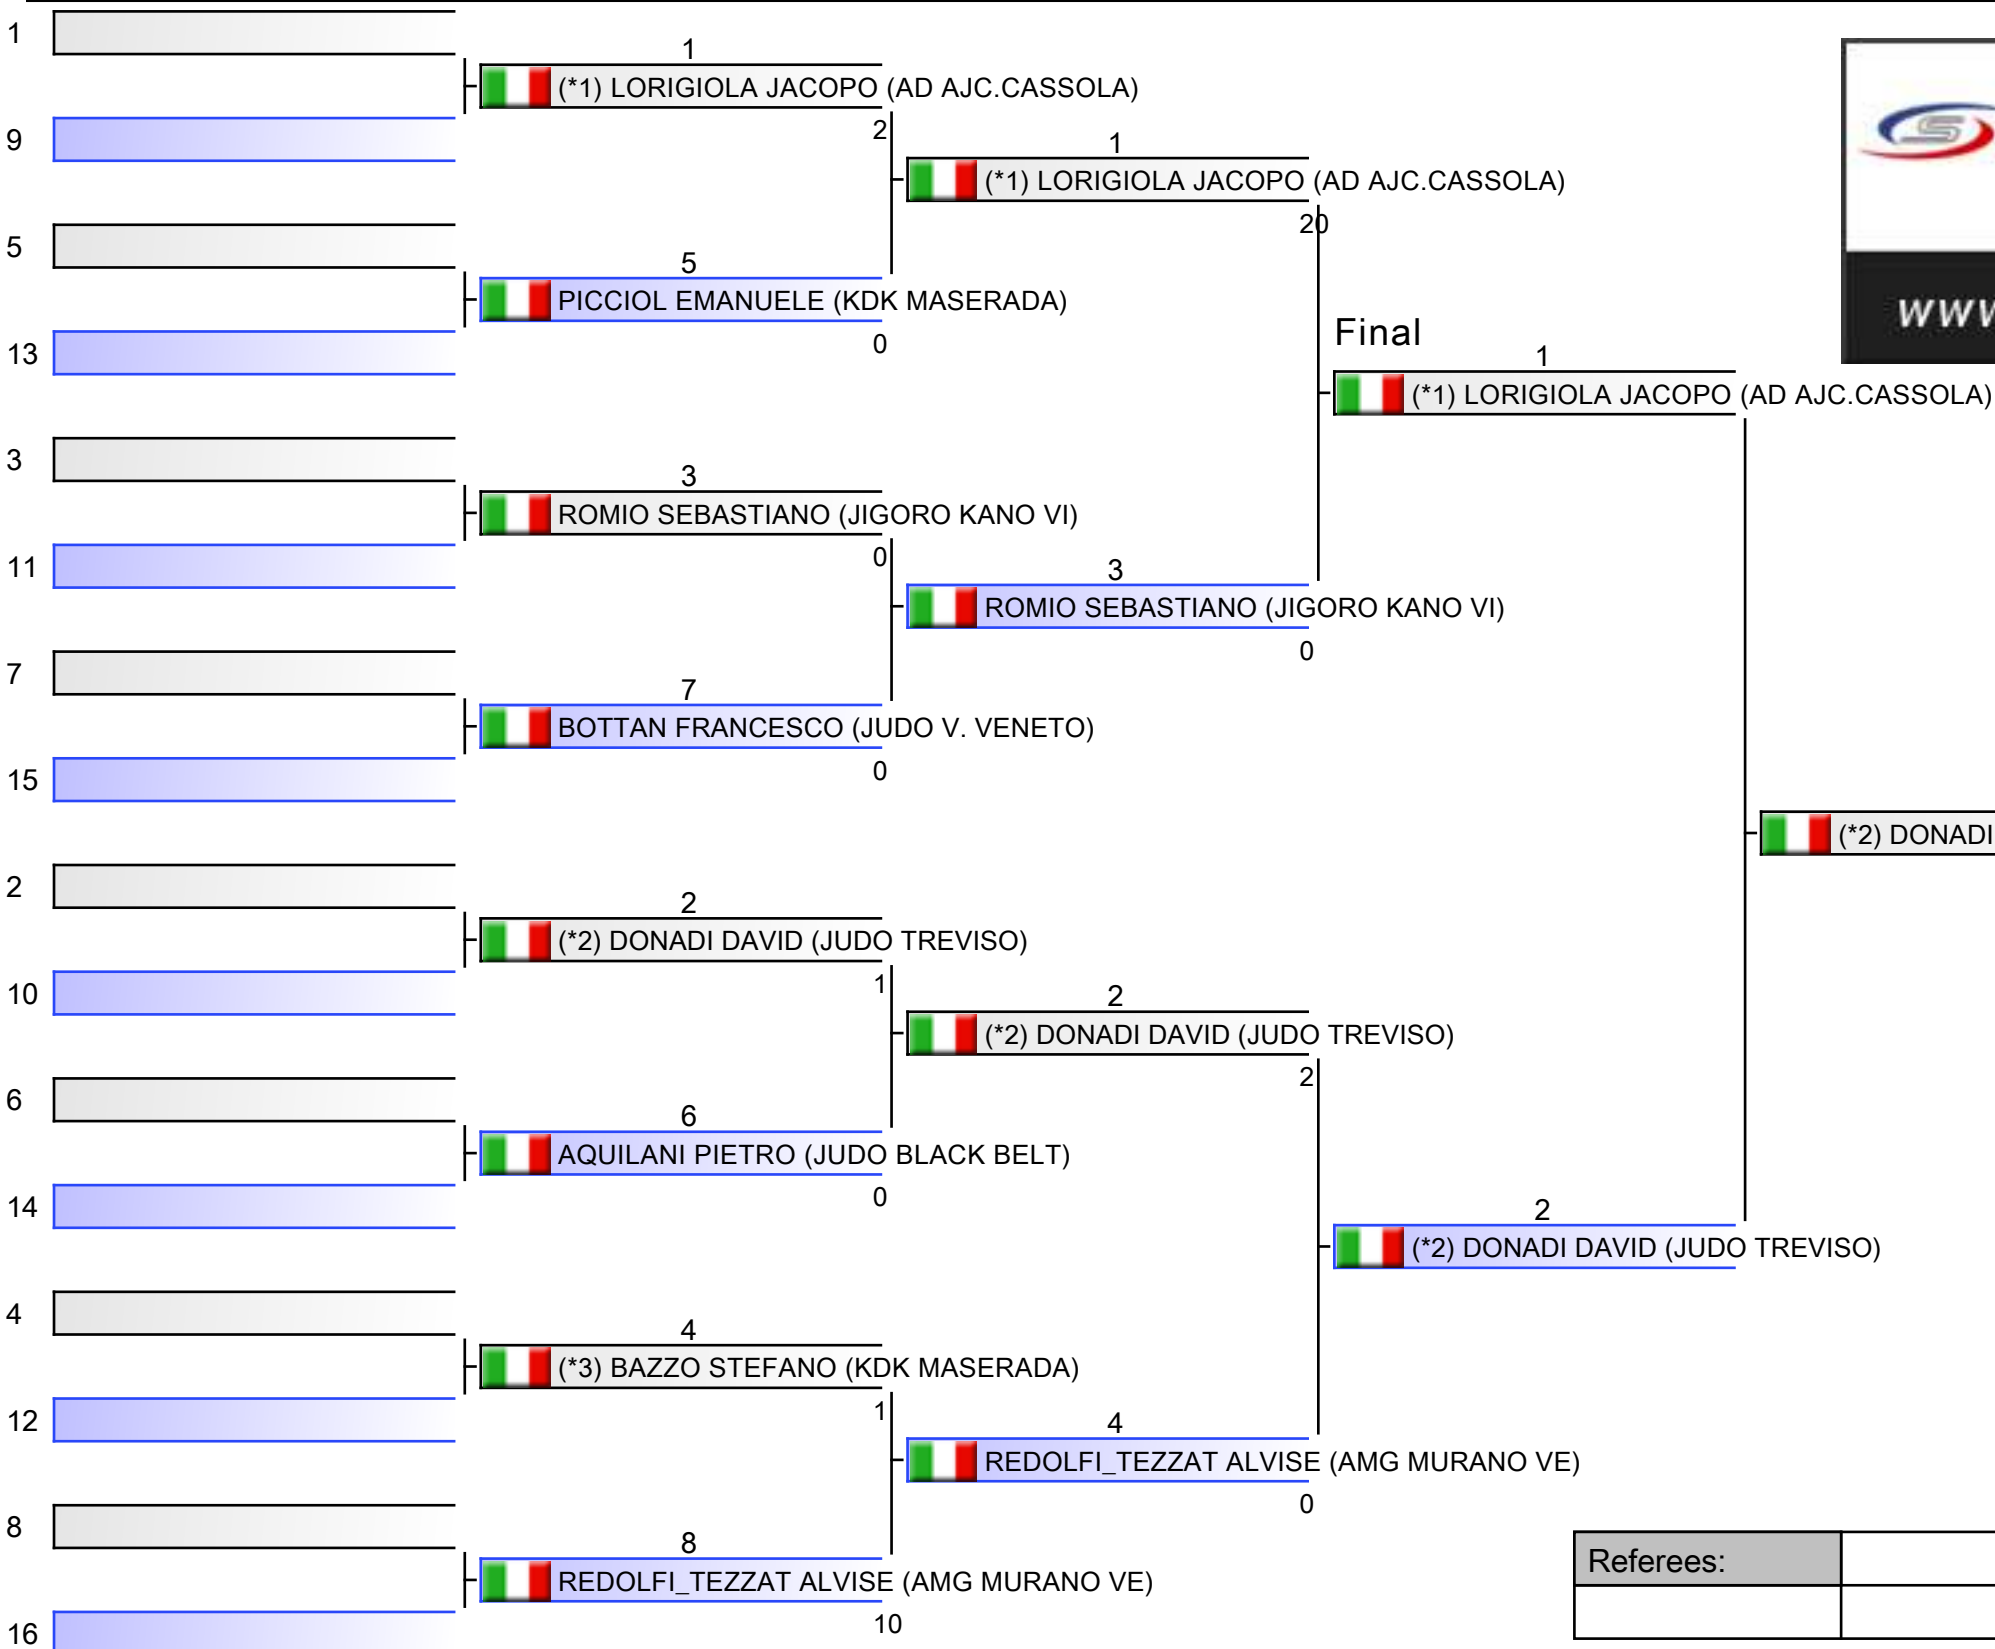 1
1
(*1) LORIGIOLA JACOPO (AD AJC.CASSOLA)
2
9
1
(*1) LORIGIOLA JACOPO (AD AJC.CASSOLA)
20
5
5
PICCIOL EMANUELE (KDK MASERADA)
0
13
Final
1
(*1) LORIGIOLA JACOPO (AD AJC.CASSOLA)
S
WWW
3
3
ROMIO SEBASTIANO (JIGORO KANO VI)
0
11
3
ROMIO SEBASTIANO (JIGORO KANO VI)
0
7
7
BOTTAN FRANCESCO (JUDO V. VENETO)
0
15
(*2) DONADI
2
2
(*2) DONADI DAVID (JUDO TREVISO)
1
10
2
(*2) DONADI DAVID (JUDO TREVISO)
2
6
6
AQUILANI PIETRO (JUDO BLACK BELT)
0
14
2
(*2) DONADI DAVID (JUDO TREVISO)
4
4
(*3) BAZZO STEFANO (KDK MASERADA)
1
12
4
REDOLFI_TEZZAT ALVISE (AMG MURANO VE)
0
8
8
REDOLFI_TEZZAT ALVISE (AMG MURANO VE)
10
16
Referees: